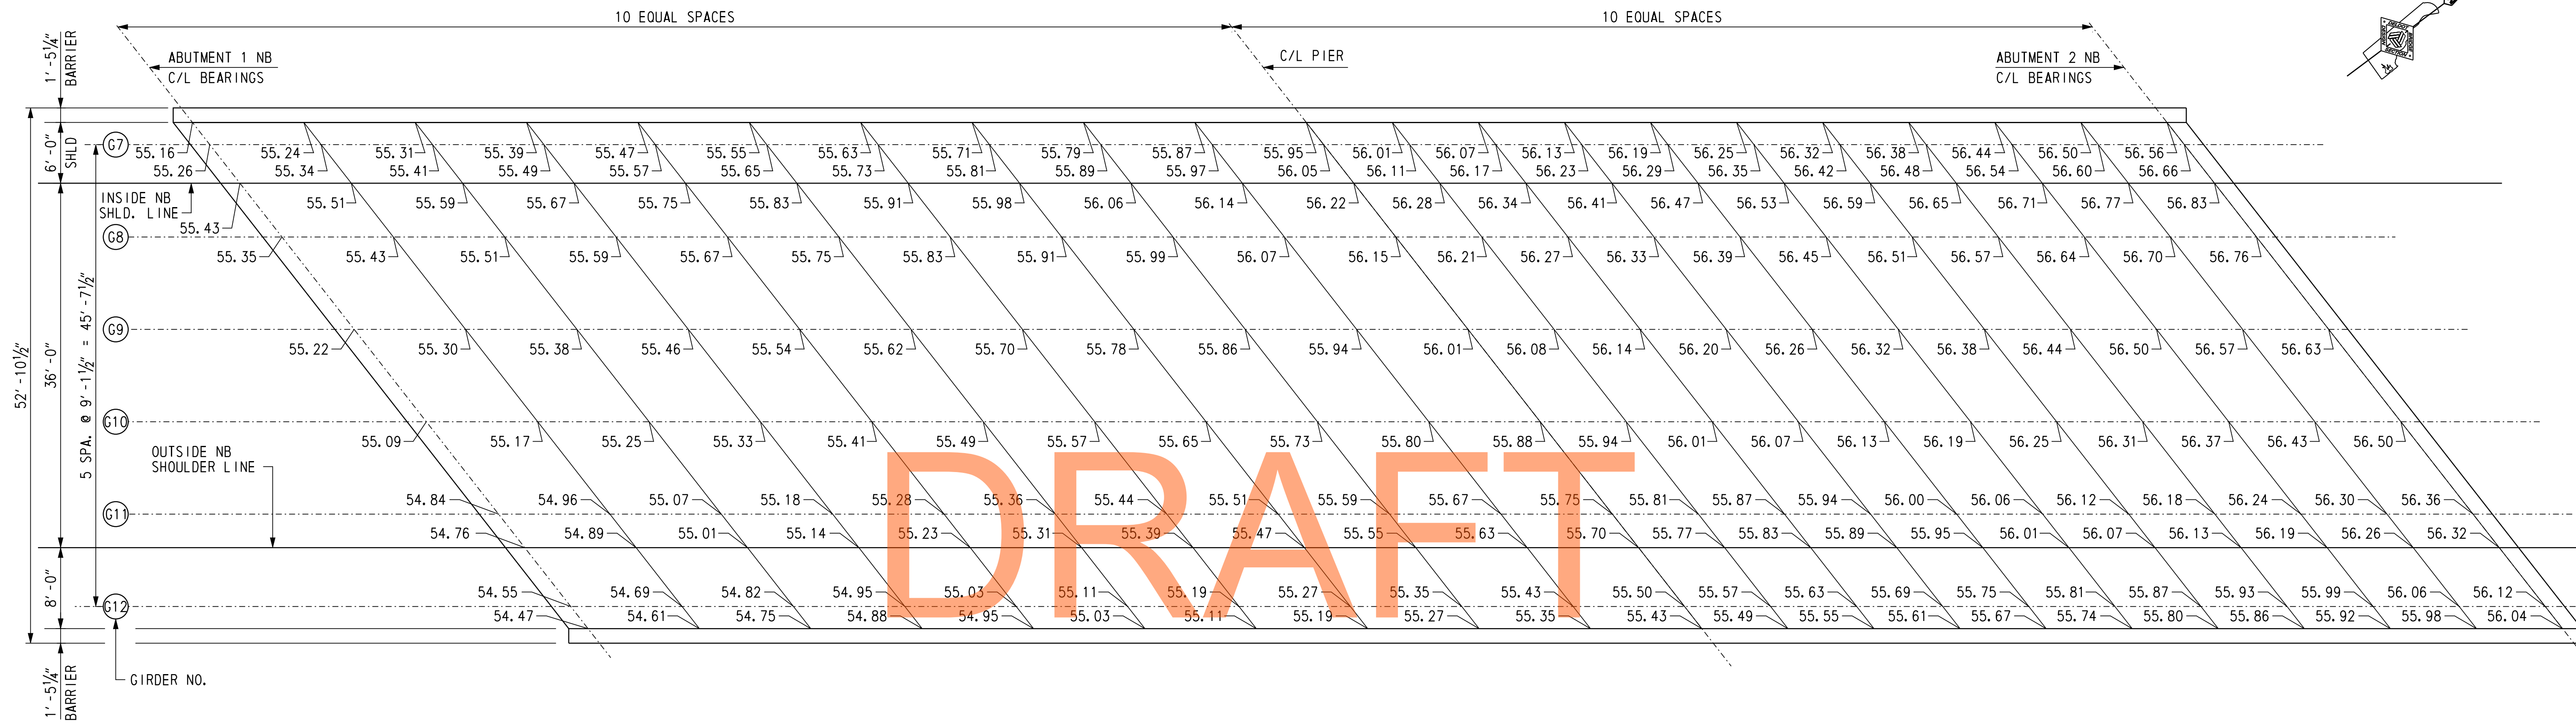 10 EQUAL SPACES 10 EQUAL SPACES
1'-5 1/4" BARRIER
ABUTMENT 1 NB
C/L BEARINGS
C/L PIER
ABUTMENT 2 NB
C/L BEARINGS
6'-0" SHLD
G7
55.16 55.24 55.31 55.39 55.47 55.55 55.63 55.71 55.79 55.87 55.95 56.01 56.07 56.13 56.19 56.25 56.32 56.38 56.44 56.50 56.56
55.26 55.34 55.41 55.49 55.57 55.65 55.73 55.81 55.89 55.97 56.05 56.11 56.17 56.23 56.29 56.35 56.42 56.48 56.54 56.60 56.66
INSIDE NB
SHLD. LINE
55.43 55.51 55.59 55.67 55.75 55.83 55.91 55.98 56.06 56.14 56.22 56.28 56.34 56.41 56.47 56.53 56.59 56.65 56.71 56.77 56.83
G8
55.35 55.43 55.51 55.59 55.67 55.75 55.83 55.91 55.99 56.07 56.15 56.21 56.27 56.33 56.39 56.45 56.51 56.57 56.64 56.70 56.76
52'-10 1/2"
36'-0"
5 SPA. @ 9'-1 1/2" = 45'-7 1/2"
G9
55.22 55.30 55.38 55.46 55.54 55.62 55.70 55.78 55.86 55.94 56.01 56.08 56.14 56.20 56.26 56.32 56.38 56.44 56.50 56.57 56.63
G10
55.09 55.17 55.25 55.33 55.41 55.49 55.57 55.65 55.73 55.80 55.88 55.94 56.01 56.07 56.13 56.19 56.25 56.31 56.37 56.43 56.50
OUTSIDE NB
SHOULDER LINE
DRAFT
G11
54.84 54.96 55.07 55.18 55.28 55.36 55.44 55.51 55.59 55.67 55.75 55.81 55.87 55.94 56.00 56.06 56.12 56.18 56.24 56.30 56.36
54.76 54.89 55.01 55.14 55.23 55.31 55.39 55.47 55.55 55.63 55.70 55.77 55.83 55.89 55.95 56.01 56.07 56.13 56.19 56.26 56.32
8'-0"
G12
54.55 54.69 54.82 54.95 55.03 55.11 55.19 55.27 55.35 55.43 55.50 55.57 55.63 55.69 55.75 55.81 55.87 55.93 55.99 56.06 56.12
54.47 54.61 54.75 54.88 54.95 55.03 55.11 55.19 55.27 55.35 55.43 55.49 55.55 55.61 55.67 55.74 55.80 55.86 55.92 55.98 56.04
1'-5 1/4" BARRIER
GIRDER NO.